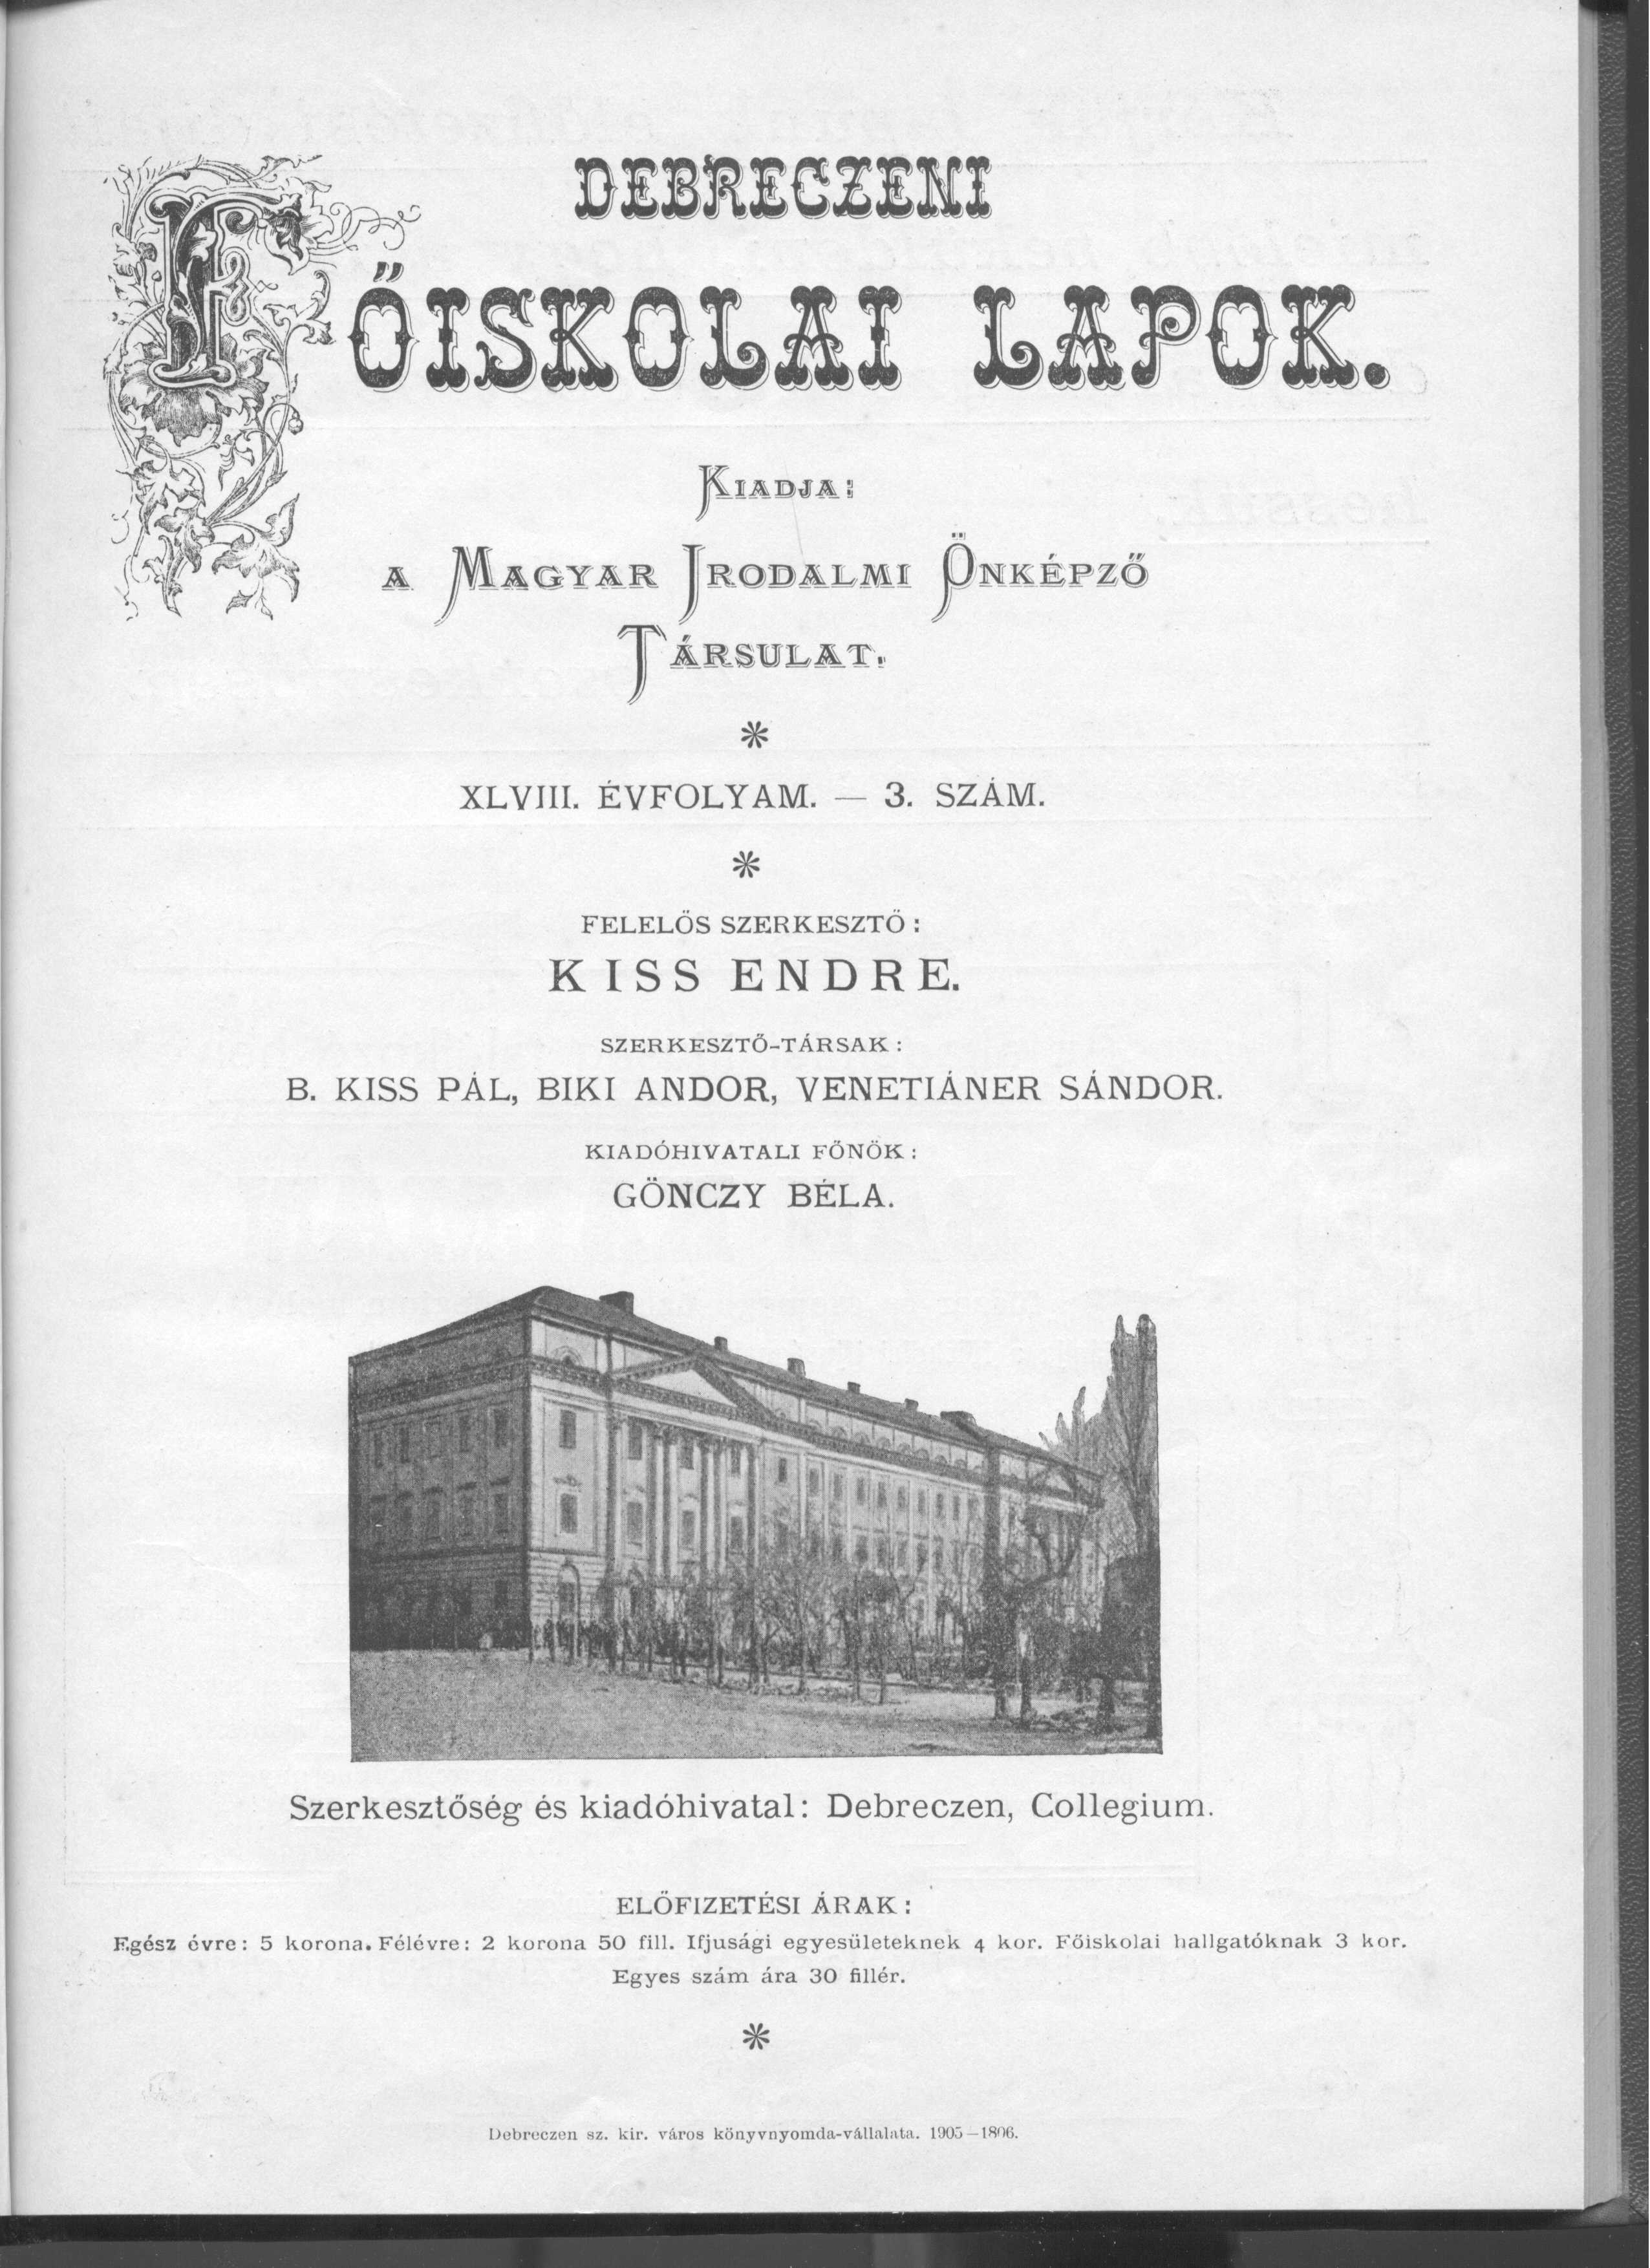 DEBRECZENI
FŐISKOLAI LAPOK.
KIADJA:
A MAGYAR IRODALMI ÖNKÉPZŐ
TÁRSULAT.
*
XLVIII. ÉVFOLYAM. — 3. SZÁM.
*
FELELŐS SZERKESZTŐ:
KISS ENDRE.
SZERKESZTŐ-TÁRSAK:
B. KISS PÁL, BIKI ANDOR, VENETIÁNER SÁNDOR.
KIADÓHIVATALI FŐNÖK:
GÖNCZY BÉLA.
Szerkesztőség és kiadóhivatal: Debreczen, Collegium.
ELŐFIZETÉSI ÁRAK:
Egész évre: 5 korona. Félévre: 2 korona 50 fill. Ifjusági egyesületeknek 4 kor. Főiskolai hallgatóknak 3 kor.
Egyes szám ára 30 fillér.
*
Debreczen sz. kir. város könyvnyomda-vállalata. 1905—1806.